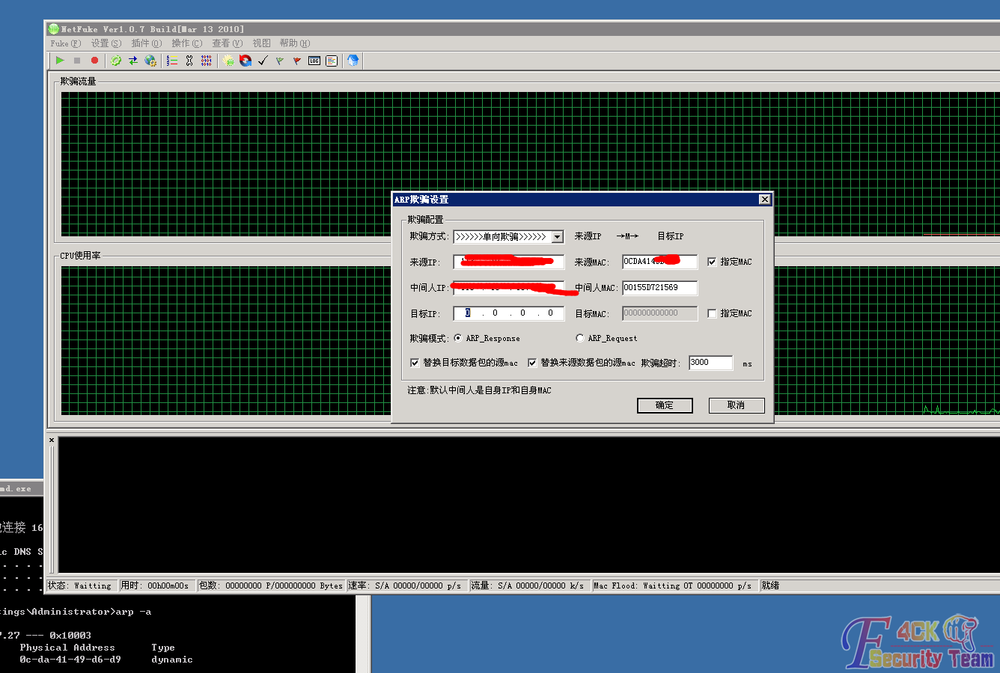 NetFuke Ver1.0.7 Build[Mar 13 2010]
Fuke(F) 设置(S) 插件(O) 操作(C) 查看(V) 视图 帮助(H)
LOG
欺骗流量
CPU使用率
ARP欺骗设置
欺骗配置
欺骗方式: >>>>>>单向欺骗>>>>>> 来源IP →M→ 目标IP
来源IP: 来源MAC: 指定MAC
中间人IP: 中间人MAC: 00155D721569
目标IP: 0 . 0 . 0 . 0 目标MAC: 000000000000 指定MAC
欺骗模式: ARP_Response ARP_Request
替换目标数据包的源mac 替换来源数据包的源mac 欺骗超时: 3000 ms
注意:默认中间人是自身IP和自身MAC
确定 取消
md.exe
连接 16
ic DNS S
状态: Waitting 用时: 00h00m00s 包数: 00000000 P/000000000 Bytes 速率: S/A 00000/00000 p/s 流量: S/A 00000/00000 k/s Mac Flood: Waitting OT 00000000 p/s 就绪
ings\Administrator>arp -a
7.27 --- 0x10003
Physical Address Type
0c-da-41-49-d6-d9 dynamic
F4CK
Security Team